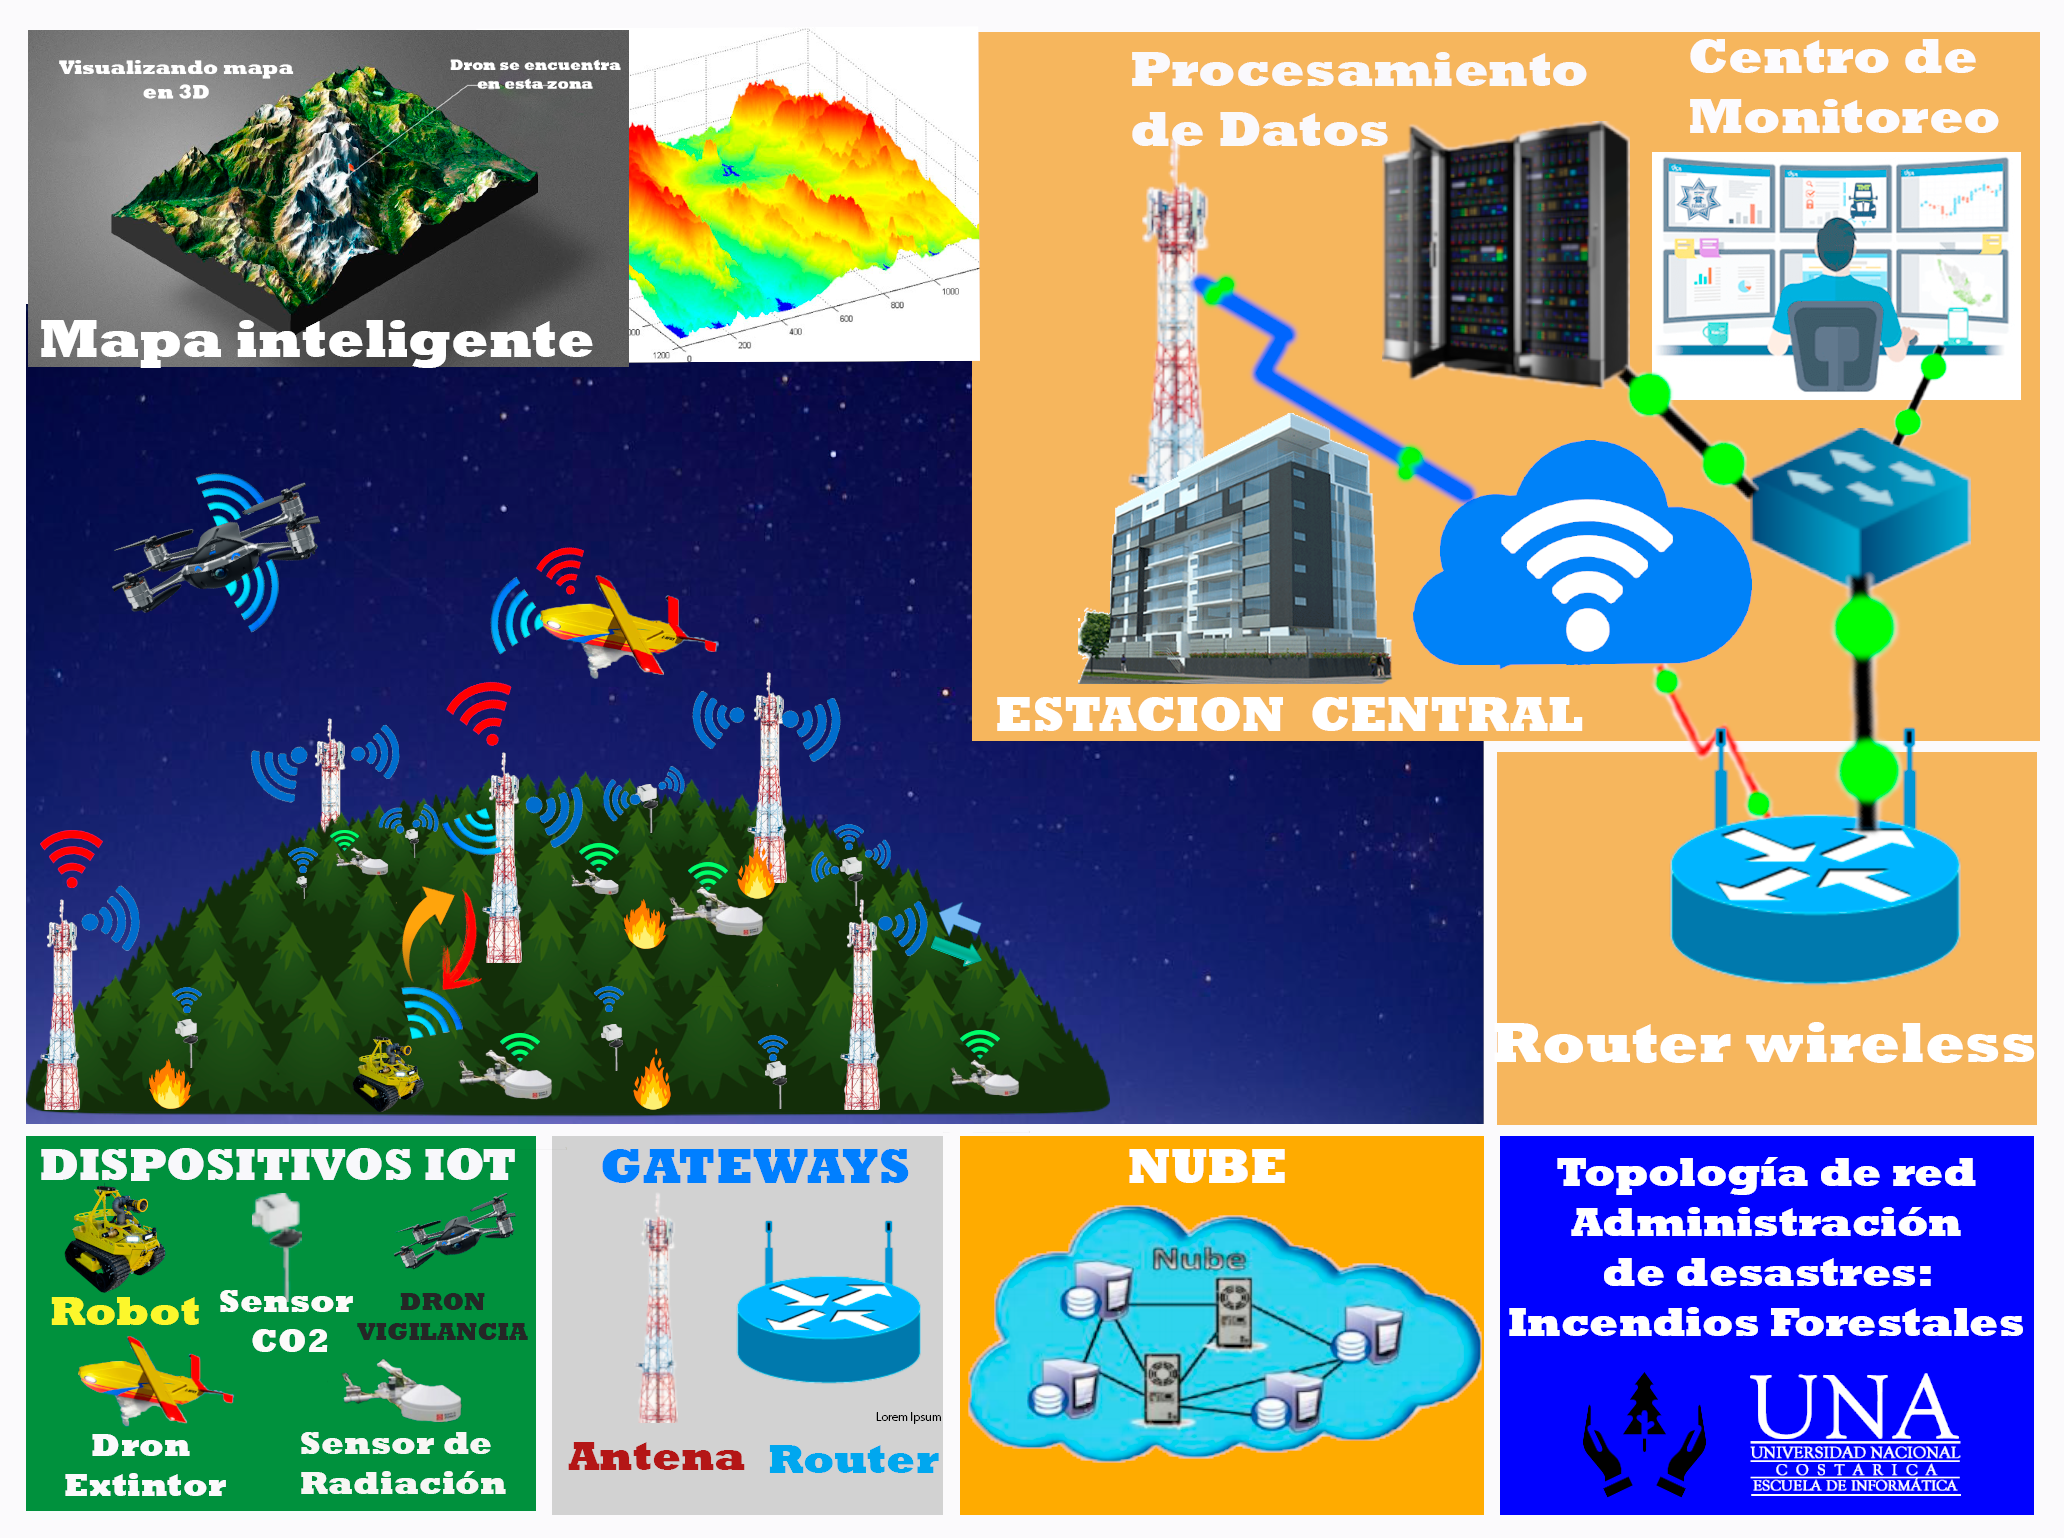 Visualizando mapa
en 3D
Dron se encuentra
en esta zona
Mapa inteligente
1200
0
200
400
600
800
1000
Procesamiento
de Datos
Centro de
Monitoreo
ESTACION CENTRAL
Router wireless
DISPOSITIVOS IOT
Robot
Sensor
CO2
DRON
VIGILANCIA
Dron
Extintor
Sensor de
Radiación
GATEWAYS
Lorem Ipsum
Antena
Router
NUBE
Nube
Topología de red
Administración
de desastres:
Incendios Forestales
UNA
UNIVERSIDAD NACIONAL
COSTARICA
ESCUELA DE INFORMÁTICA